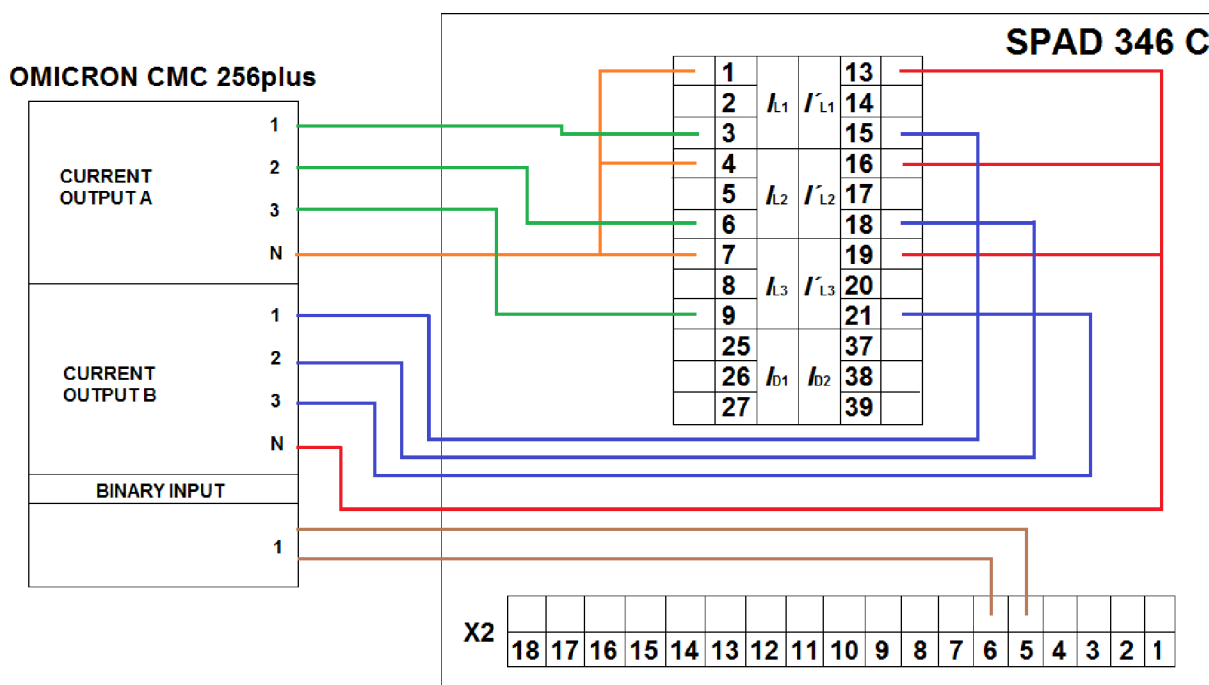 SPAD 346 C
OMICRON CMC 256plus
CURRENT
OUTPUT A
1
2
3
N
CURRENT
OUTPUT B
1
2
3
N
BINARY INPUT
1
1 13
2 IL1 I´L1 14
3 15
4 16
5 IL2 I´L2 17
6 18
7 19
8 IL3 I´L3 20
9 21
25 37
26 ID1 ID2 38
27 39
X2
18 17 16 15 14 13 12 11 10 9 8 7 6 5 4 3 2 1